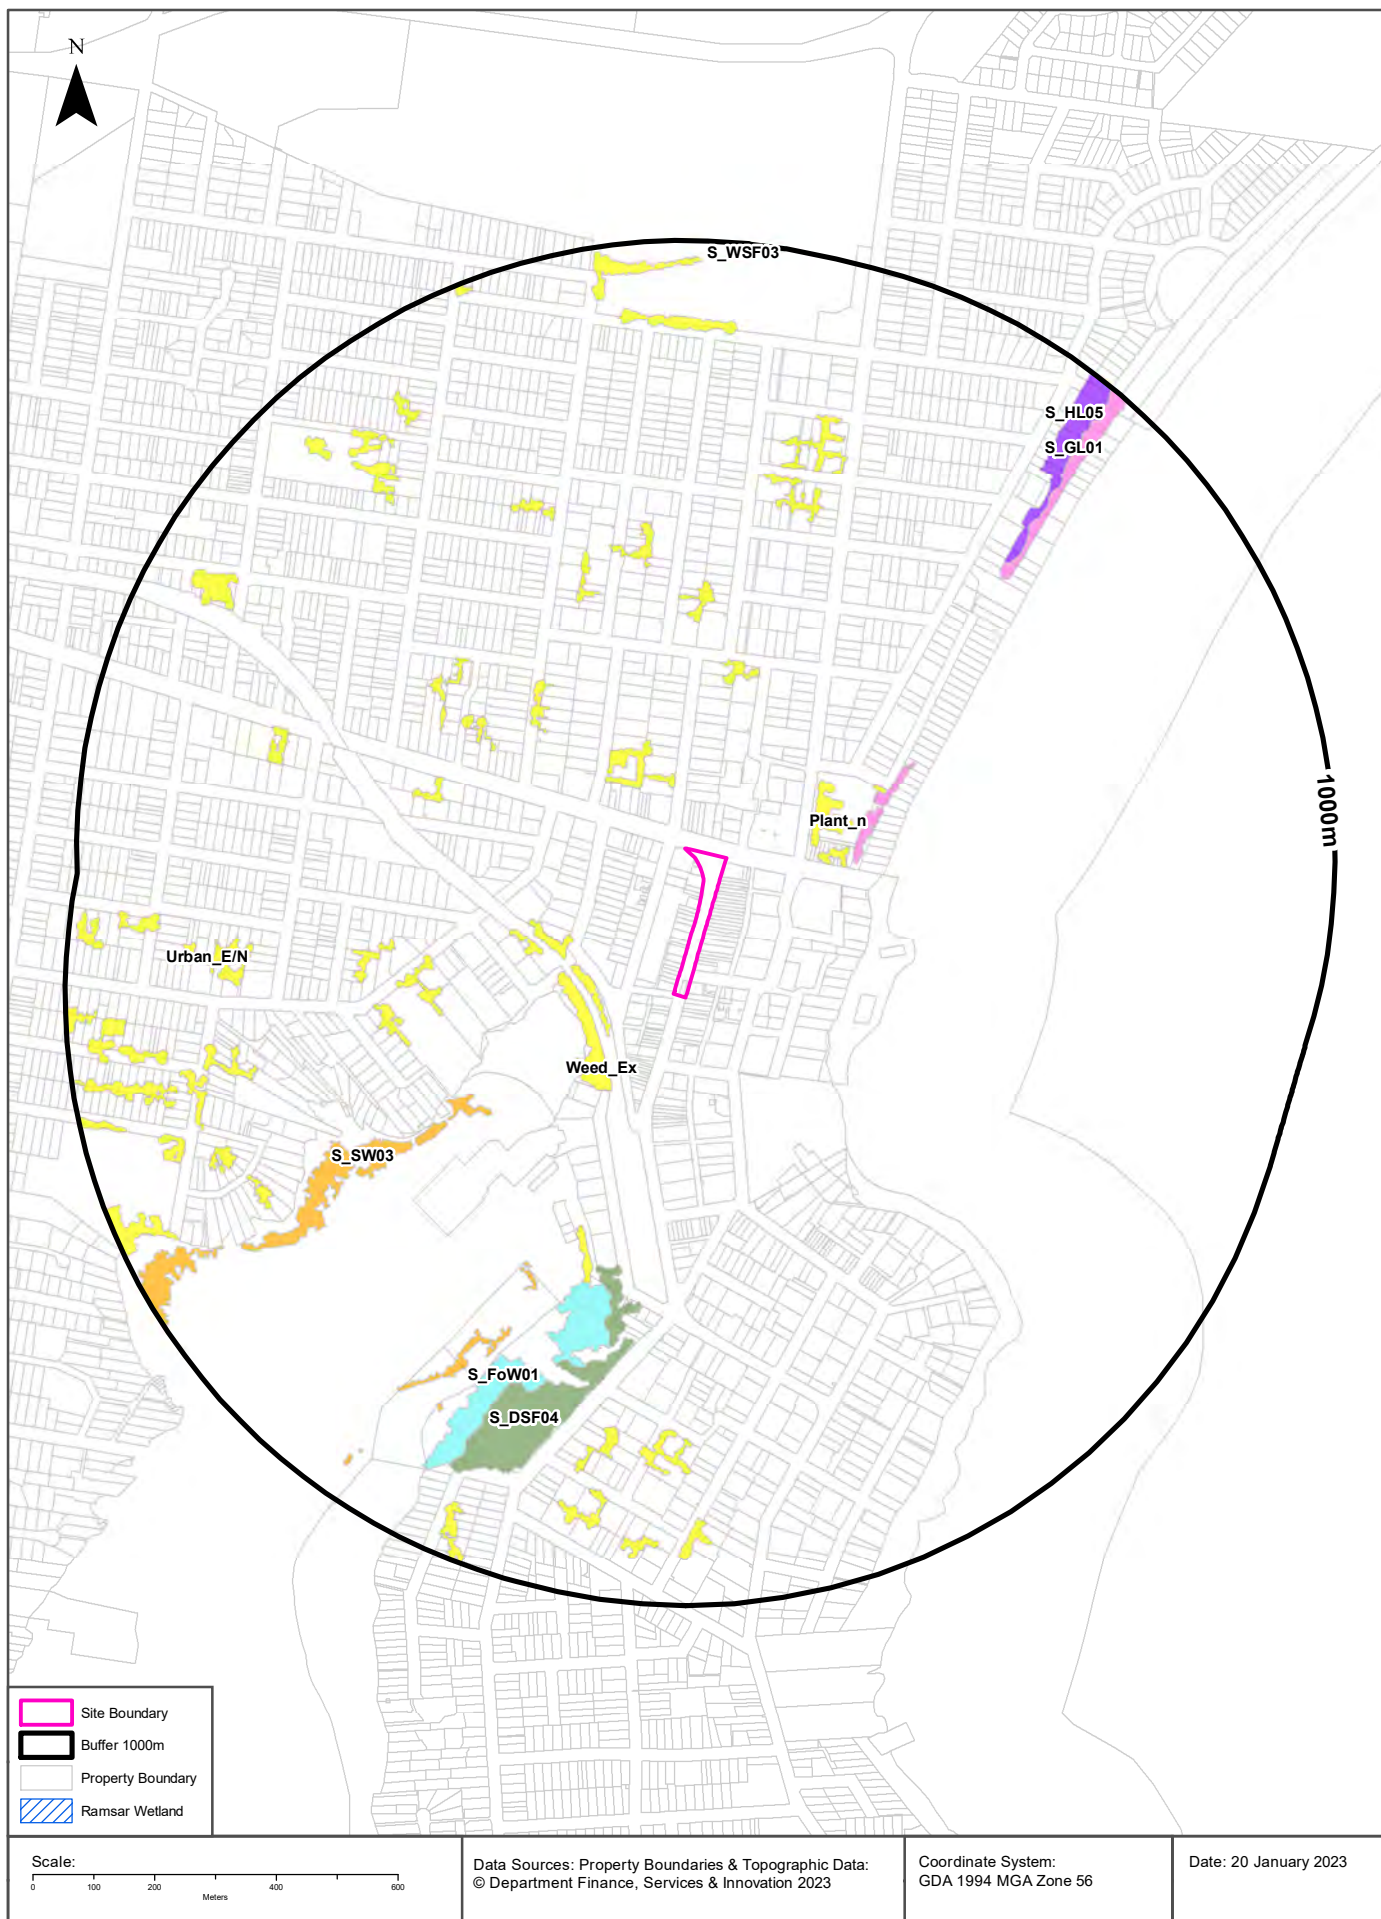 N
S_WSF03
S_HL05
S_GL01
1000m
Plant_n
Urban_E/N
Weed_Ex
S_SW03
S_FoW01
S_DSF04
Site Boundary
Buffer 1000m
Property Boundary
Ramsar Wetland
Scale:
0 100 200 400 600
Meters
Data Sources: Property Boundaries & Topographic Data:
© Department Finance, Services & Innovation 2023
Coordinate System:
GDA 1994 MGA Zone 56
Date: 20 January 2023